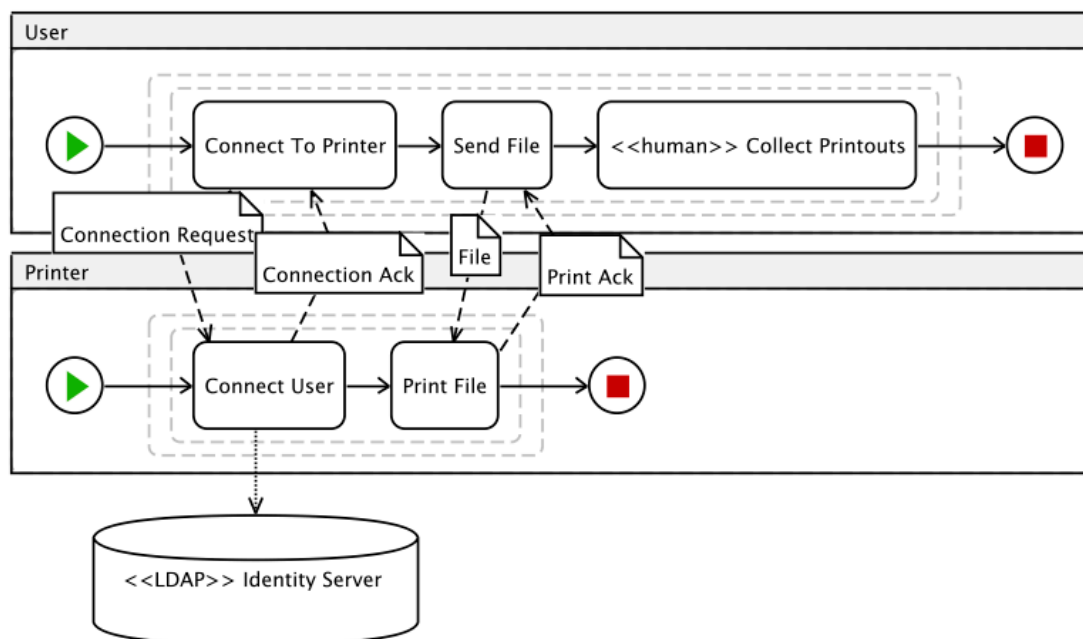 User
Connect To Printer
Send File
<<human>> Collect Printouts
Connection Request
Connection Ack
File
Print Ack
Printer
Connect User
Print File
<<LDAP>> Identity Server